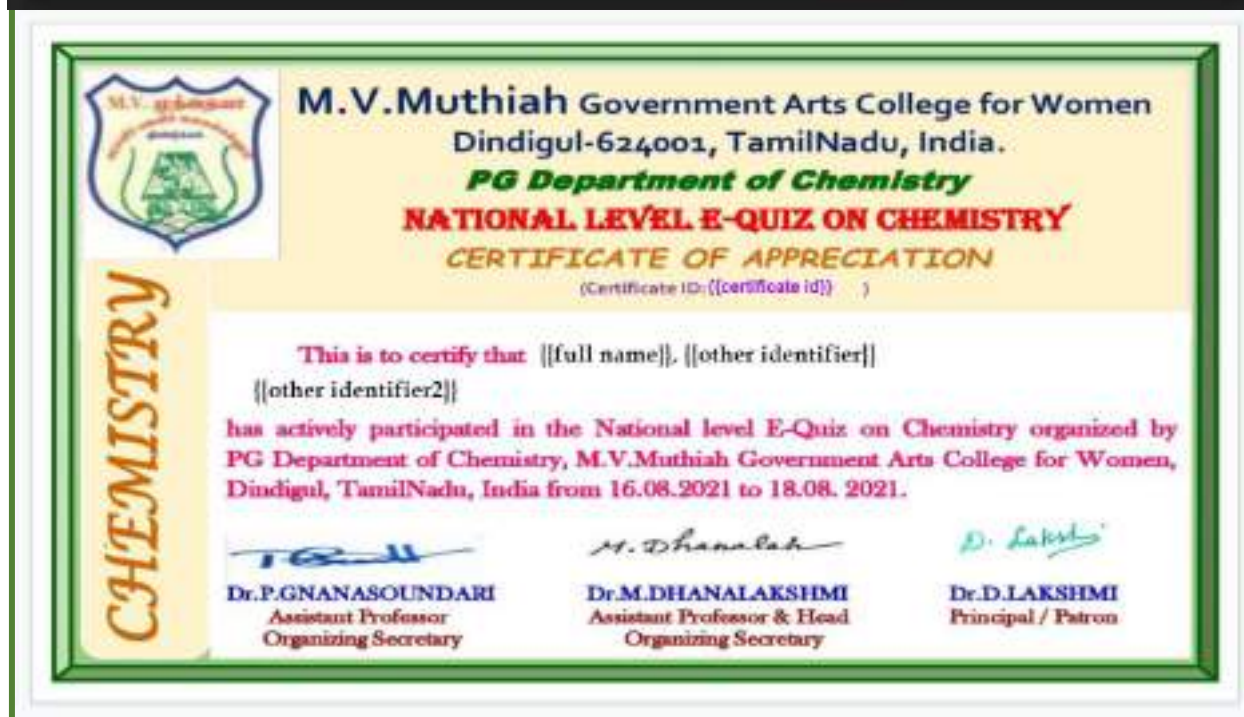 M.V. முத்தையா
M.V.Muthiah Government Arts College for Women
Dindigul-624001, TamilNadu, India.
PG Department of Chemistry
NATIONAL LEVEL E-QUIZ ON CHEMISTRY
CERTIFICATE OF APPRECIATION
(Certificate ID: {{certificate id}} )
CHEMISTRY
This is to certify that {{full name}}, {{other identifier}}
{{other identifier2}}
has actively participated in the National level E-Quiz on Chemistry organized by
PG Department of Chemistry, M.V.Muthiah Government Arts College for Women,
Dindigul, TamilNadu, India from 16.08.2021 to 18.08. 2021.
M. Dhanalak
D. Lakshi
Dr.P.GNANASOUNDARI
Assistant Professor
Organizing Secretary
Dr.M.DHANALAKSHMI
Assistant Professor & Head
Organizing Secretary
Dr.D.LAKSHMI
Principal / Patron